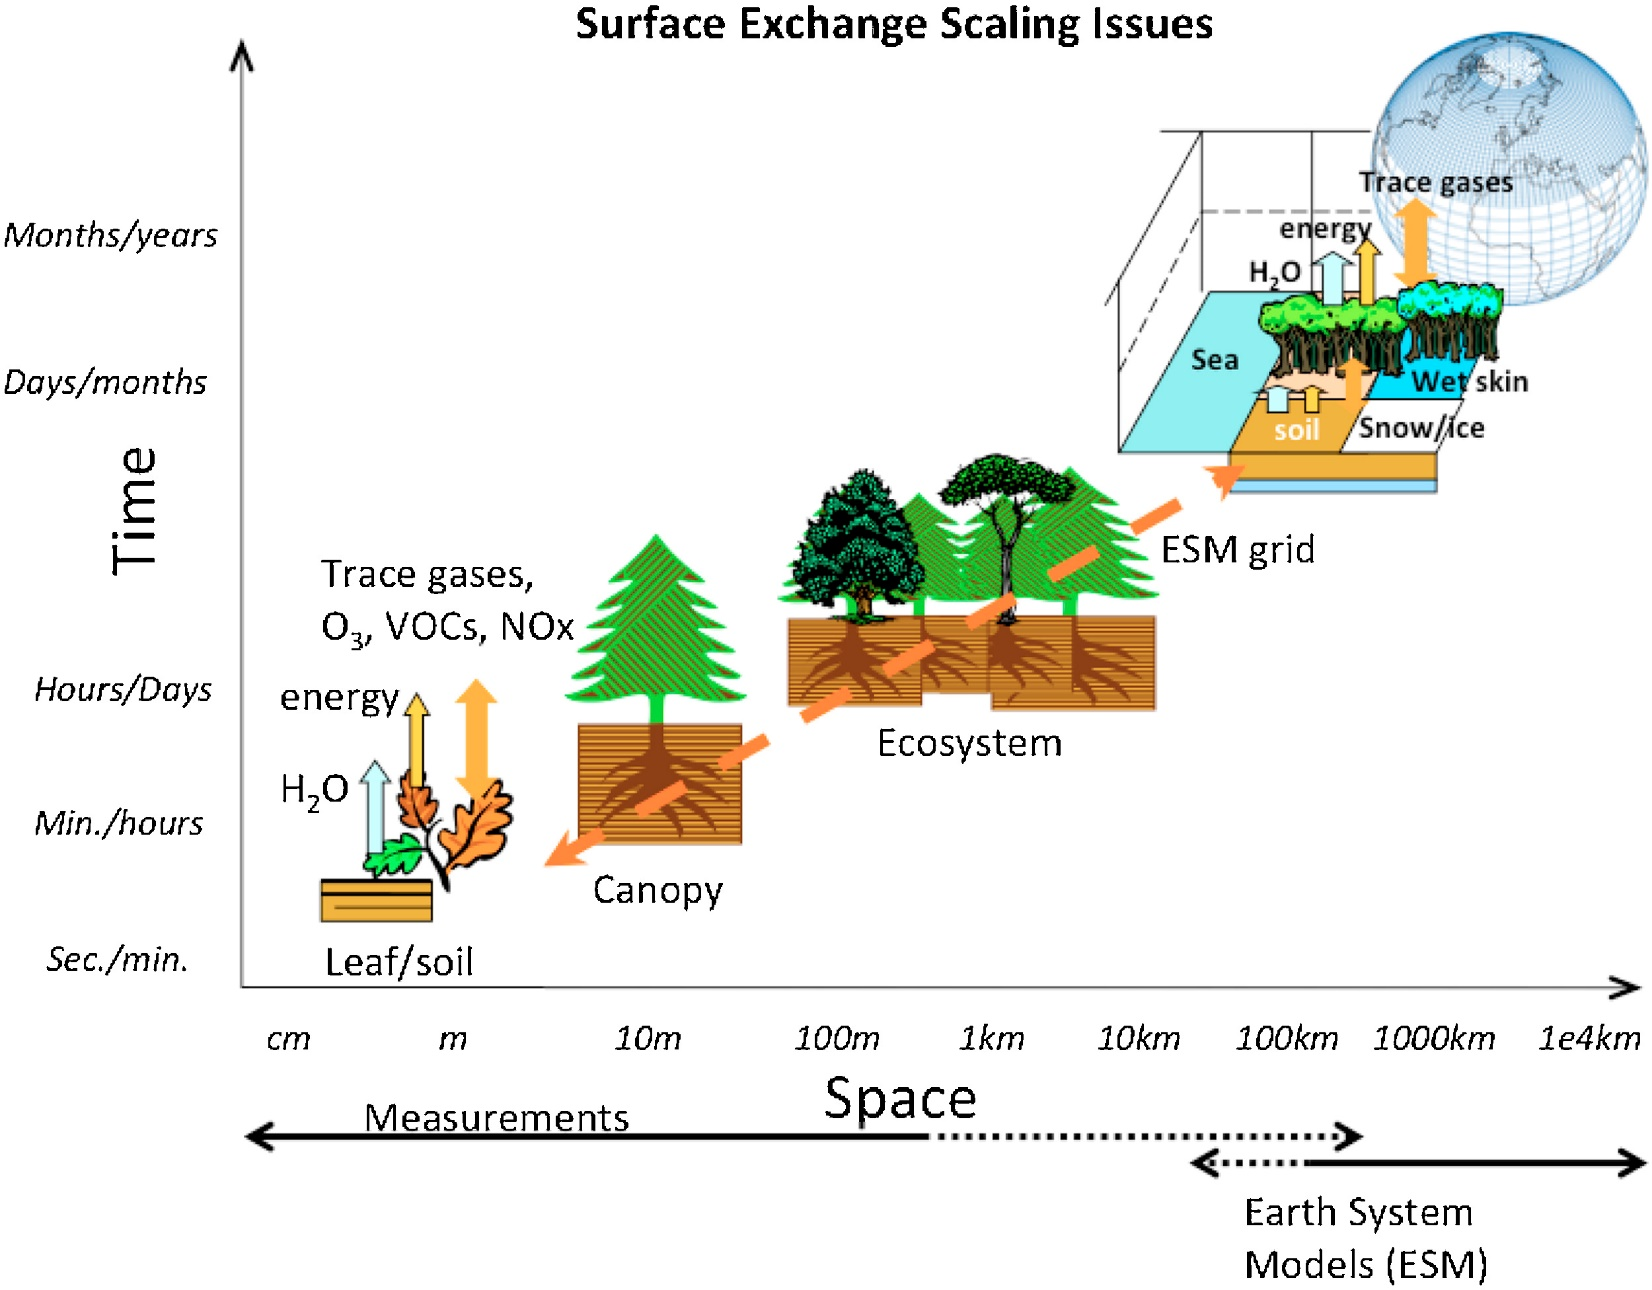 Surface Exchange Scaling Issues
Trace gases
Months/years
energy
H₂O
Sea
Days/months
Wet skin
soil
Snow/ice
Time
ESM grid
Trace gases,
O₃, VOCs, NOx
Hours/Days
energy
Ecosystem
H₂O
Min./hours
Canopy
Sec./min.
Leaf/soil
cm m 10m 100m 1km 10km 100km 1000km 1e4km
Space
Measurements
Earth System
Models (ESM)